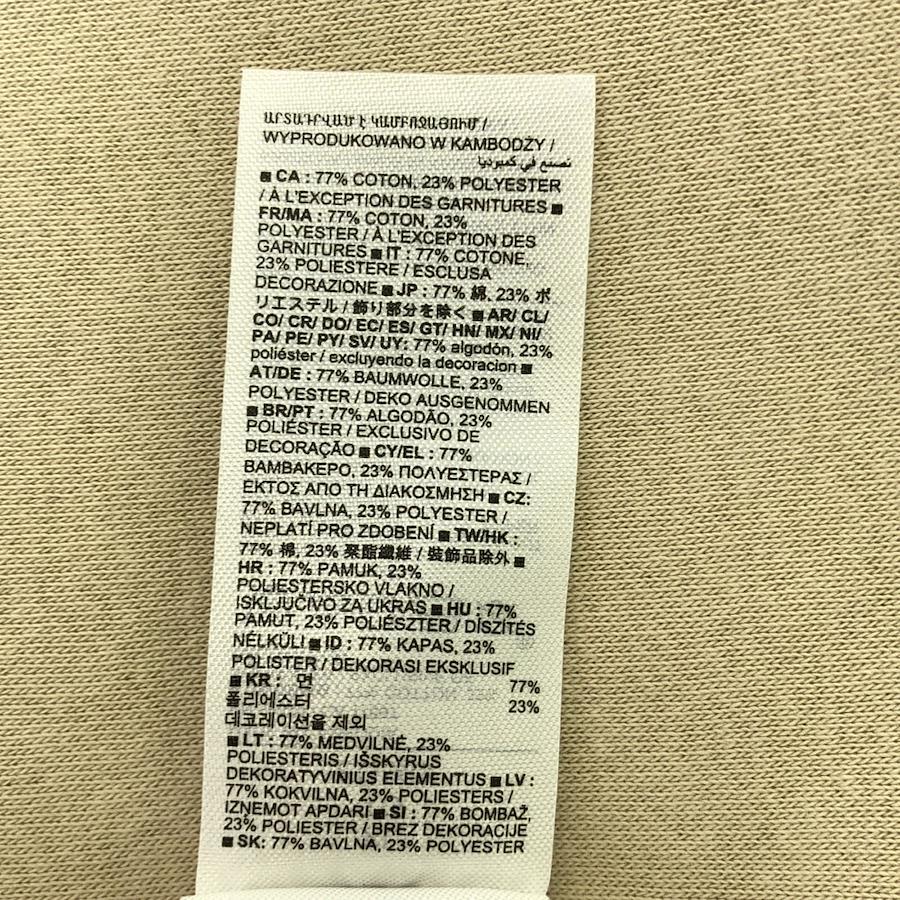 ԱՐՏԱԴՐՎԱԾ Է ԿԱՄԲՈՋԱՅՈՒՄ /
WYPRODUKOWANO W KAMBODŻY /
تصنع في كمبوديا
■ CA : 77% COTON, 23% POLYESTER
/ À L'EXCEPTION DES GARNITURES ■
FR/MA : 77% COTON, 23%
POLYESTER / À L'EXCEPTION DES
GARNITURES ■ IT : 77% COTONE,
23% POLIESTERE / ESCLUSA
DECORAZIONE ■ JP : 77% 綿, 23% ポ
リエステル / 飾り部分を除く ■ AR/ CL/
CO/ CR/ DO/ EC/ ES/ GT/ HN/ MX/ NI/
PA/ PE/ PY/ SV/ UY: 77% algodón, 23%
poliéster / excluyendo la decoracion ■
AT/DE : 77% BAUMWOLLE, 23%
POLYESTER / DEKO AUSGENOMMEN
■ BR/PT : 77% ALGODÃO, 23%
POLIÉSTER / EXCLUSIVO DE
DECORAÇÃO ■ CY/EL : 77%
ΒΑΜΒΑΚΕΡΟ, 23% ΠΟΛΥΕΣΤΕΡΑΣ /
ΕΚΤΟΣ ΑΠΟ ΤΗ ΔΙΑΚΟΣΜΗΣΗ ■ CZ:
77% BAVLNA, 23% POLYESTER /
NEPLATÍ PRO ZDOBENÍ ■ TW/HK :
77% 棉, 23% 聚酯纖維 / 裝飾品除外 ■
HR : 77% PAMUK, 23%
POLIESTERSKO VLAKNO /
ISKLJUČIVO ZA UKRAS ■ HU : 77%
PAMUT, 23% POLIÉSZTER / DÍSZÍTÉS
NÉLKÜLI ■ ID : 77% KAPAS, 23%
POLISTER / DEKORASI EKSKLUSIF
■ KR : 면 77%
폴리에스터 23%
데코레이션을 제외
■ LT : 77% MEDVILNĖ, 23%
POLIESTERIS / IŠSKYRUS
DEKORATYVINIUS ELEMENTUS ■ LV :
77% KOKVILNA, 23% POLIESTERS /
IZŅEMOT APDARI ■ SI : 77% BOMBAŽ,
23% POLIESTER / BREZ DEKORACIJE
■ SK: 77% BAVLNA, 23% POLYESTER